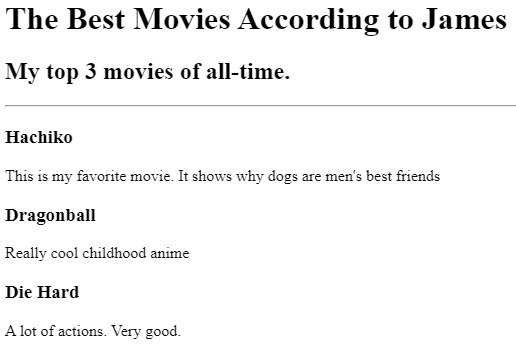 The Best Movies According to James
My top 3 movies of all-time.
Hachiko
This is my favorite movie. It shows why dogs are men's best friends
Dragonball
Really cool childhood anime
Die Hard
A lot of actions. Very good.